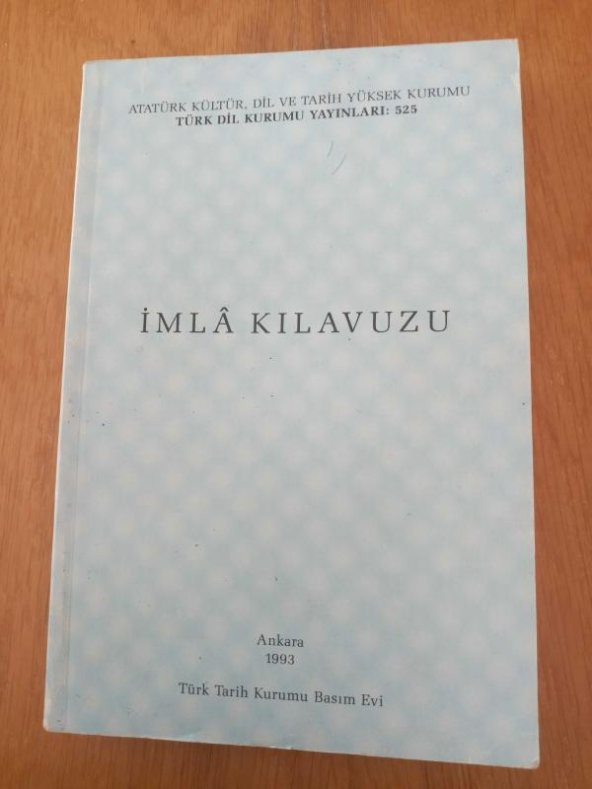 ATATÜRK KÜLTÜR, DİL VE TARİH YÜKSEK KURUMU
TÜRK DİL KURUMU YAYINLARI: 525
İMLÂ KILAVUZU
Ankara
1993
Türk Tarih Kurumu Basım Evi